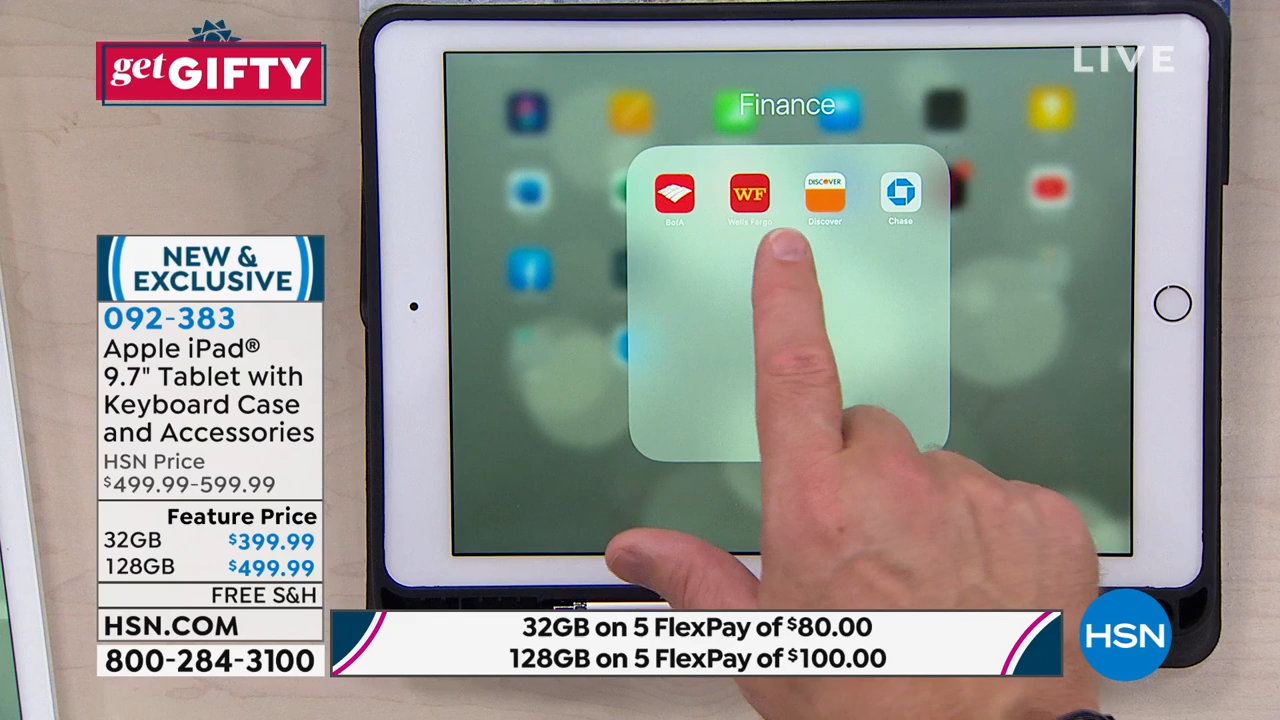 getGIFTY
LIVE
Finance
DISCOVER
WF
BofA
Wells Fargo
Discover
Chase
NEW &
EXCLUSIVE
092-383
Apple iPad®
9.7" Tablet with
Keyboard Case
and Accessories
HSN Price
$499.99-599.99
Feature Price
32GB $399.99
128GB $499.99
FREE S&H
HSN.COM
800-284-3100
32GB on 5 FlexPay of $80.00
128GB on 5 FlexPay of $100.00
HSN